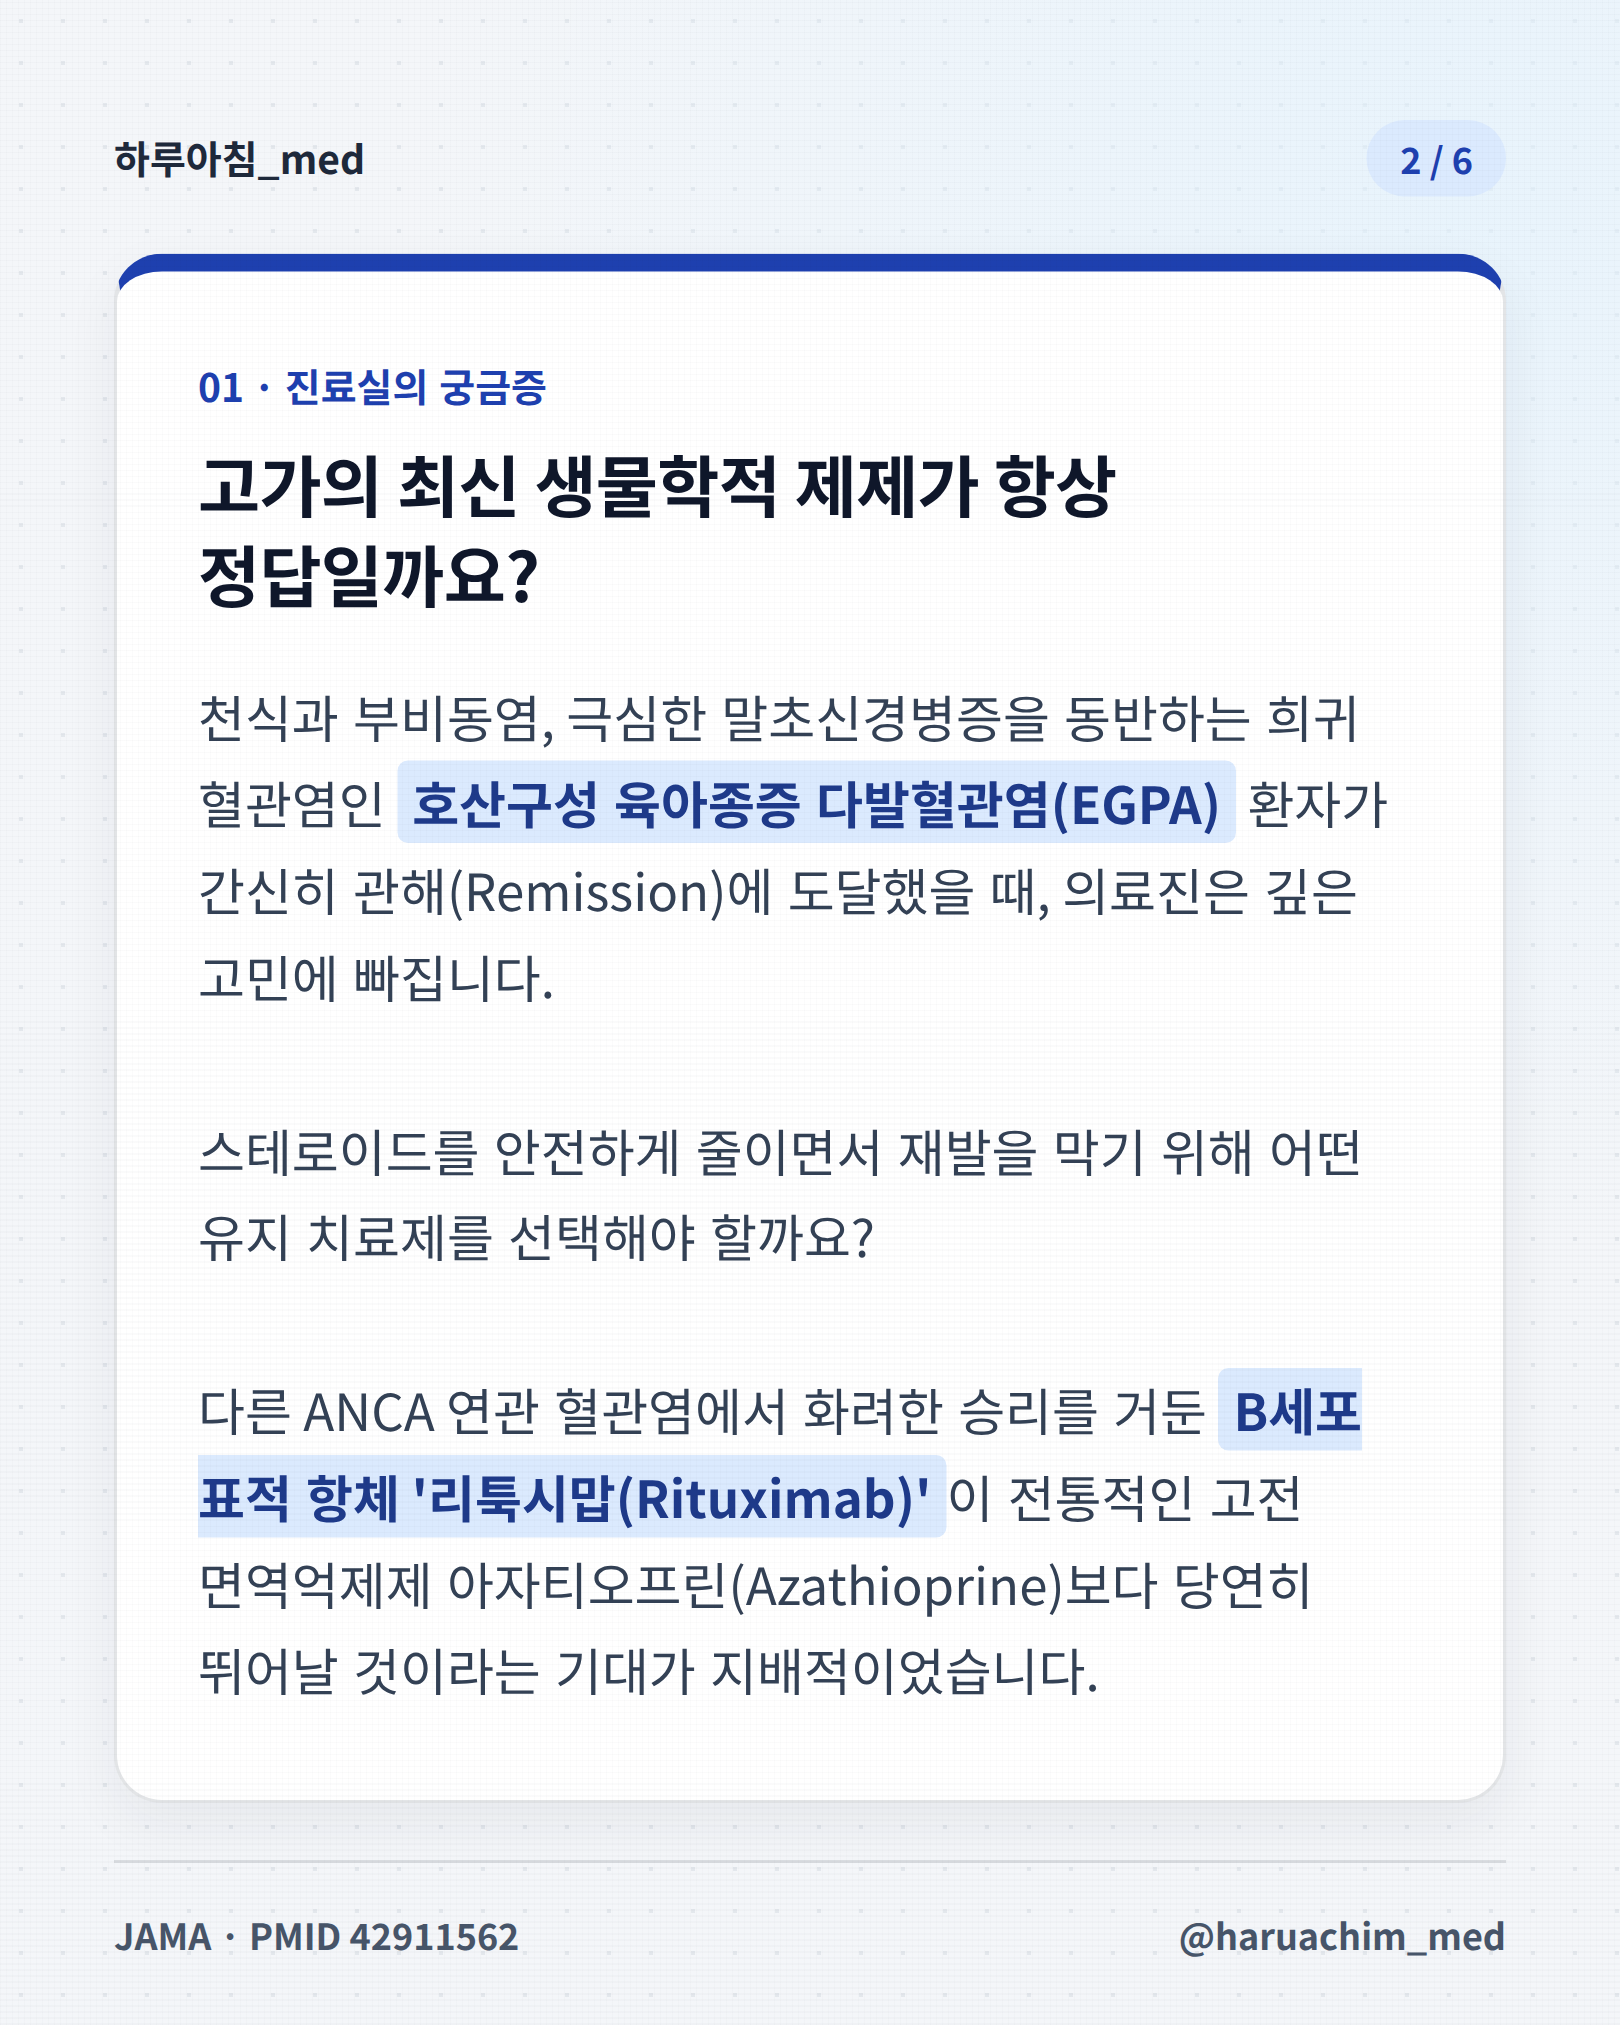 하루아침_med
2 / 6
01 · 진료실의 궁금증
고가의 최신 생물학적 제제가 항상
정답일까요?
천식과 부비동염, 극심한 말초신경병증을 동반하는 희귀
혈관염인 호산구성 육아종증 다발혈관염(EGPA) 환자가
간신히 관해(Remission)에 도달했을 때, 의료진은 깊은
고민에 빠집니다.
스테로이드를 안전하게 줄이면서 재발을 막기 위해 어떤
유지 치료제를 선택해야 할까요?
다른 ANCA 연관 혈관염에서 화려한 승리를 거둔 B세포
표적 항체 '리툭시맙(Rituximab)'이 전통적인 고전
면역억제제 아자티오프린(Azathioprine)보다 당연히
뛰어날 것이라는 기대가 지배적이었습니다.
JAMA · PMID 42911562
@haruachim_med